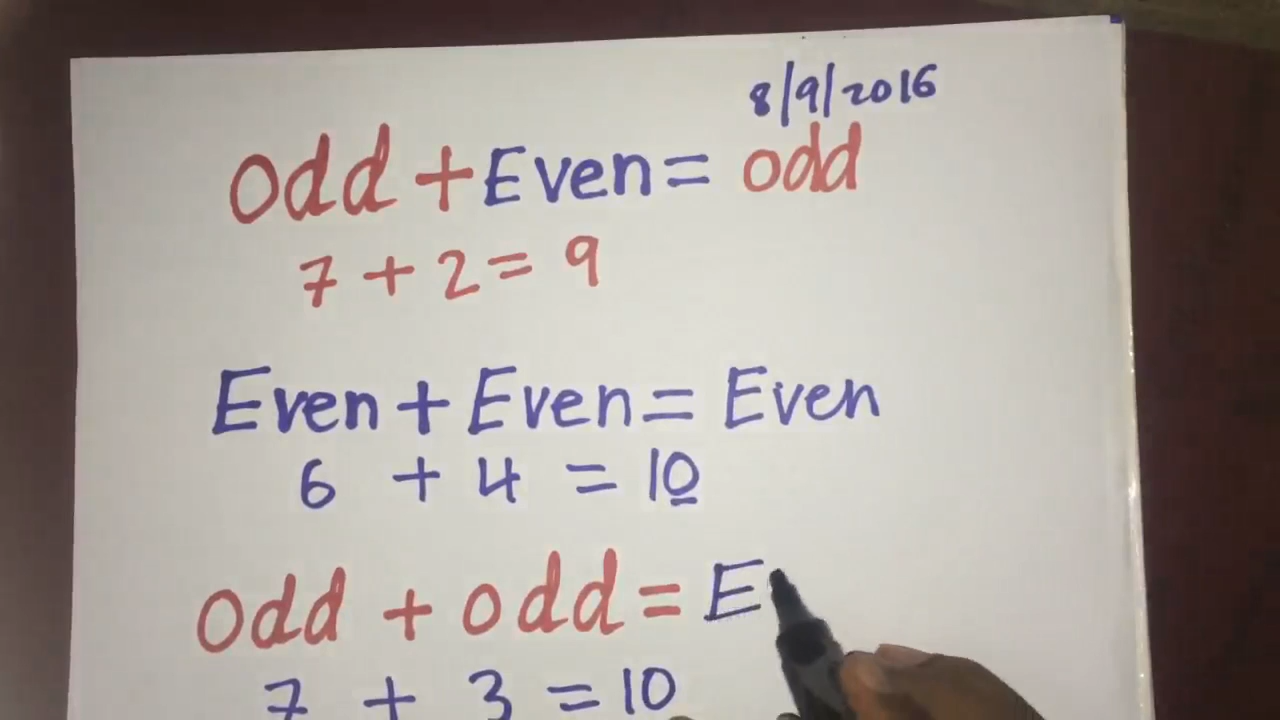 8/9/2016
Odd + Even = odd
7 + 2 = 9
Even + Even = Even
6 + 4 = 10
Odd + odd = E
7 + 3 = 10